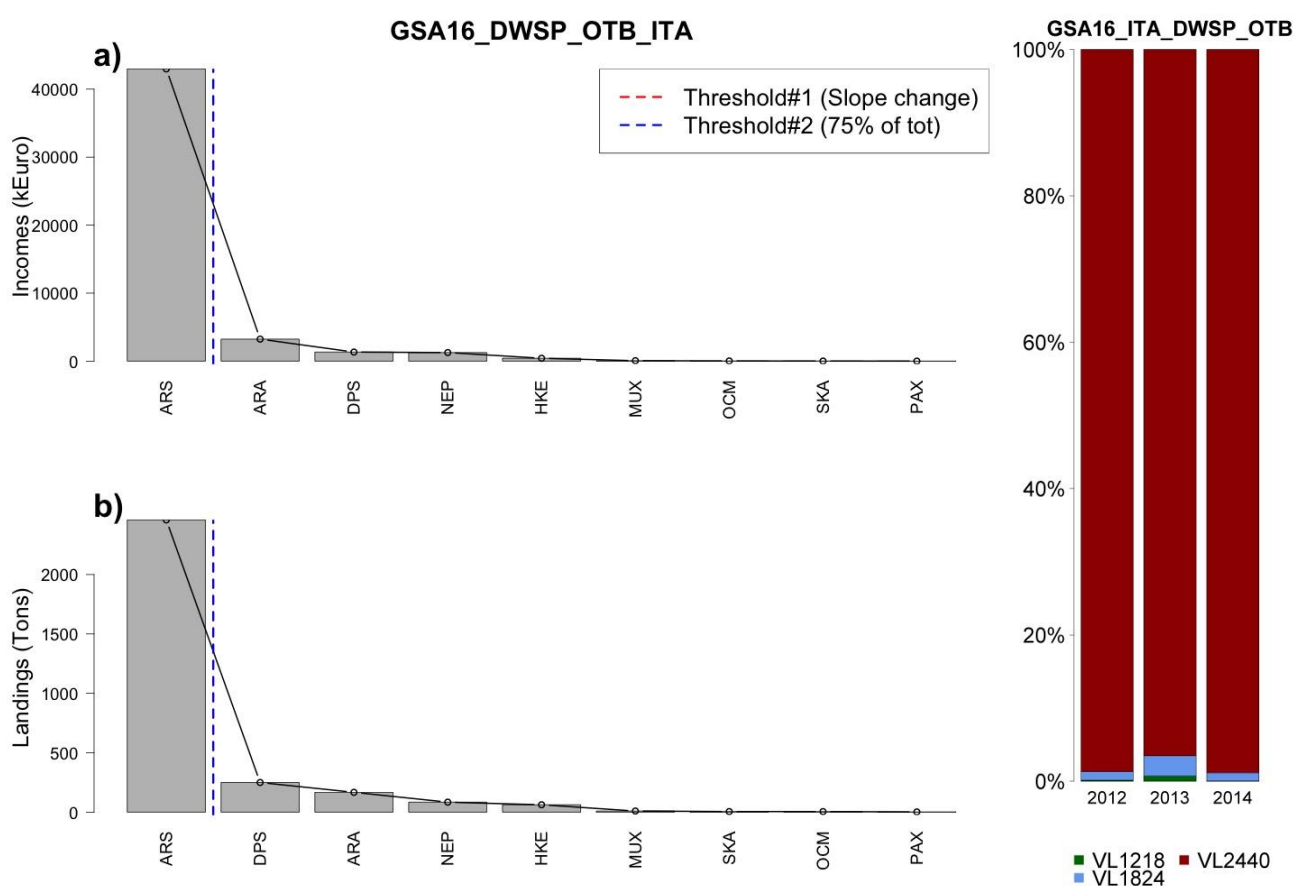 GSA16_DWSP_OTB_ITA
a)
Incomes (kEuro)
40000
30000
20000
10000
0
Threshold#1 (Slope change)
Threshold#2 (75% of tot)
ARS ARA DPS NEP HKE MUX OCM SKA PAX
b)
Landings (Tons)
2000
1500
1000
500
0
ARS DPS ARA NEP HKE MUX SKA OCM PAX
GSA16_ITA_DWSP_OTB
100%
80%
60%
40%
20%
0%
2012 2013 2014
VL1218 VL2440
VL1824